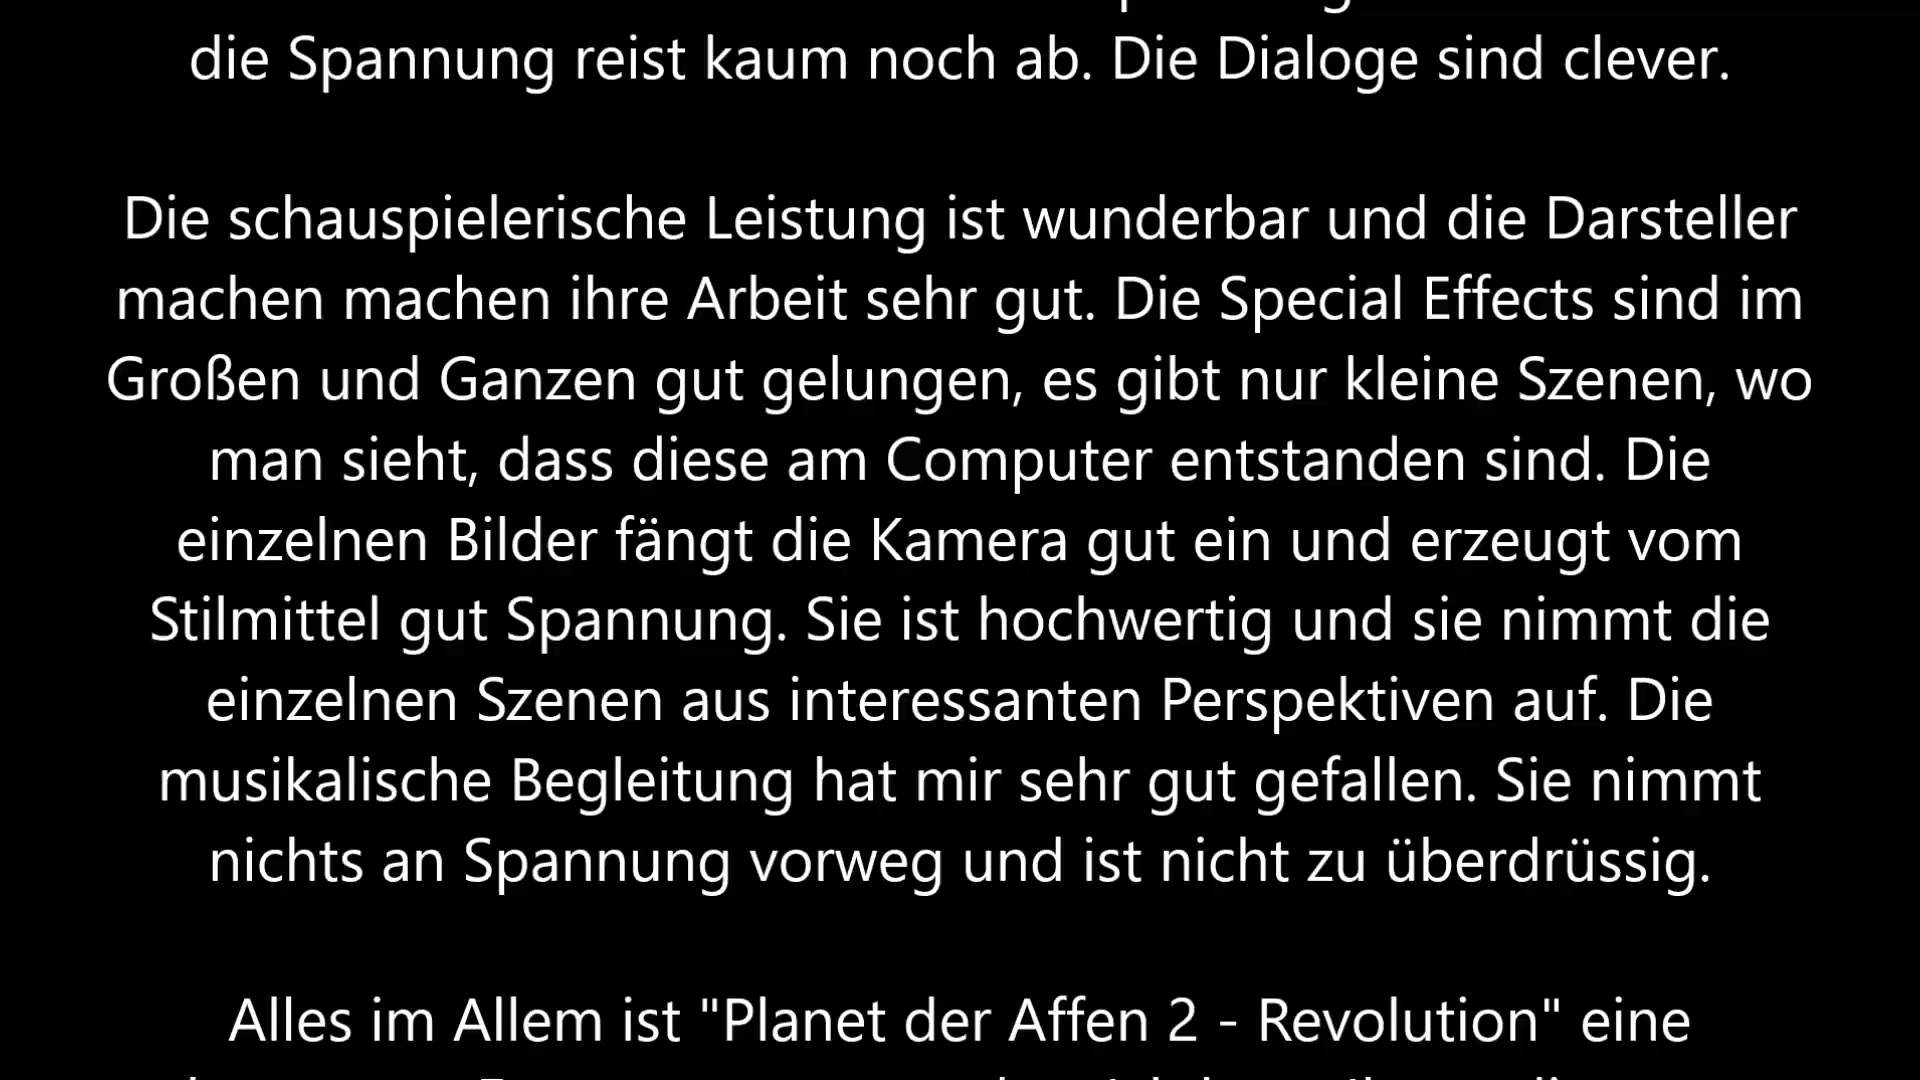 die Spannung reist kaum noch ab. Die Dialoge sind clever.
Die schauspielerische Leistung ist wunderbar und die Darsteller
machen machen ihre Arbeit sehr gut. Die Special Effects sind im
Großen und Ganzen gut gelungen, es gibt nur kleine Szenen, wo
man sieht, dass diese am Computer entstanden sind. Die
einzelnen Bilder fängt die Kamera gut ein und erzeugt vom
Stilmittel gut Spannung. Sie ist hochwertig und sie nimmt die
einzelnen Szenen aus interessanten Perspektiven auf. Die
musikalische Begleitung hat mir sehr gut gefallen. Sie nimmt
nichts an Spannung vorweg und ist nicht zu überdrüssig.
Alles im Allem ist "Planet der Affen 2 - Revolution" eine